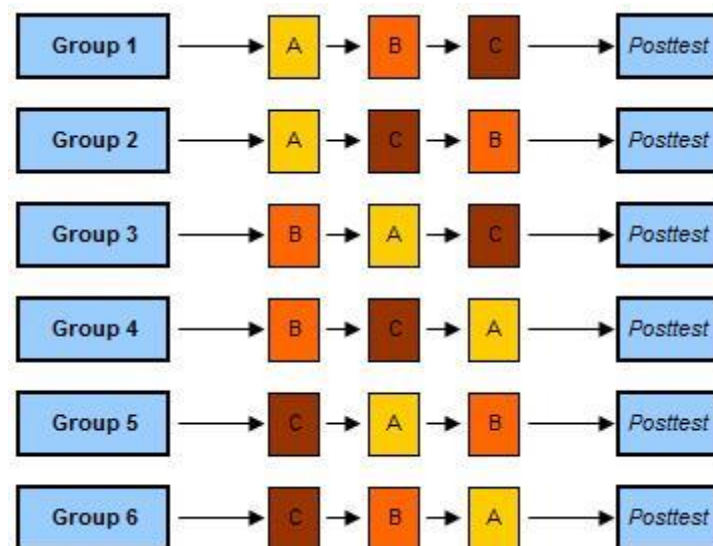 Group 1 A B C Posttest
Group 2 A C B Posttest
Group 3 B A C Posttest
Group 4 B C A Posttest
Group 5 C A B Posttest
Group 6 C B A Posttest